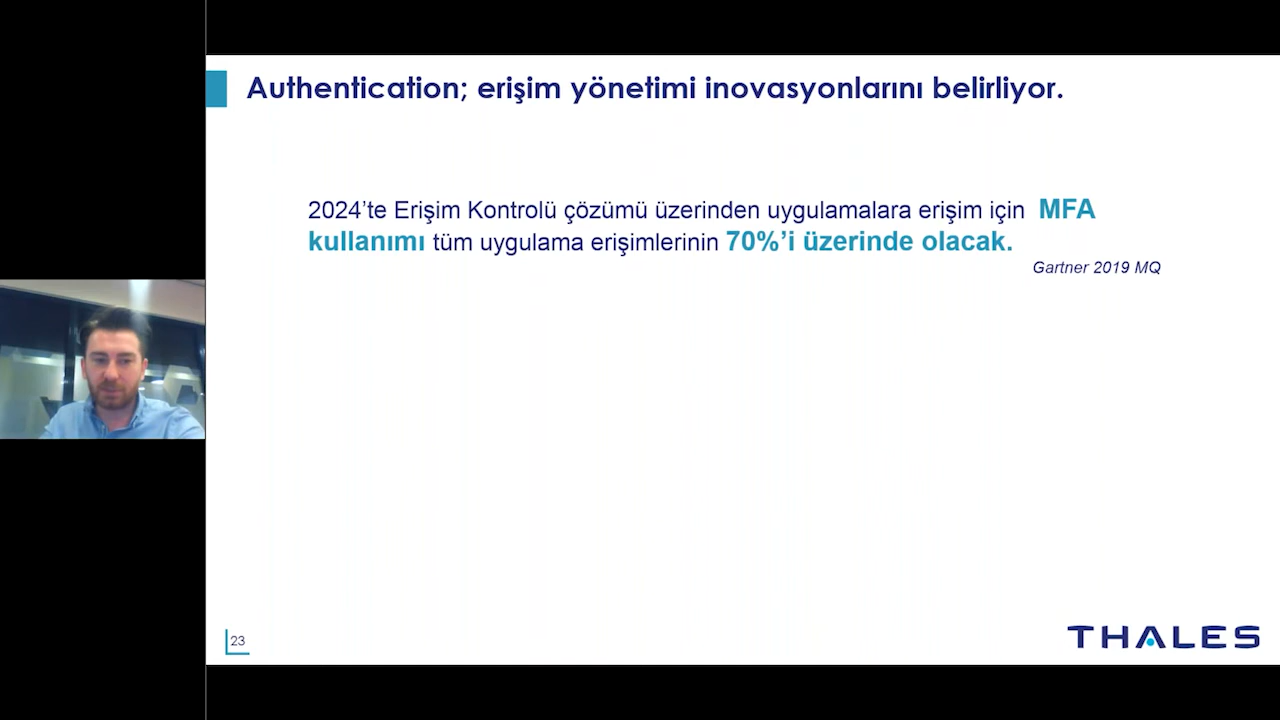 Authentication; erişim yönetimi inovasyonlarını belirliyor.
2024’te Erişim Kontrolü çözümü üzerinden uygulamalara erişim için MFA
kullanımı tüm uygulama erişimlerinin 70%’i üzerinde olacak.
Gartner 2019 MQ
23
THALES